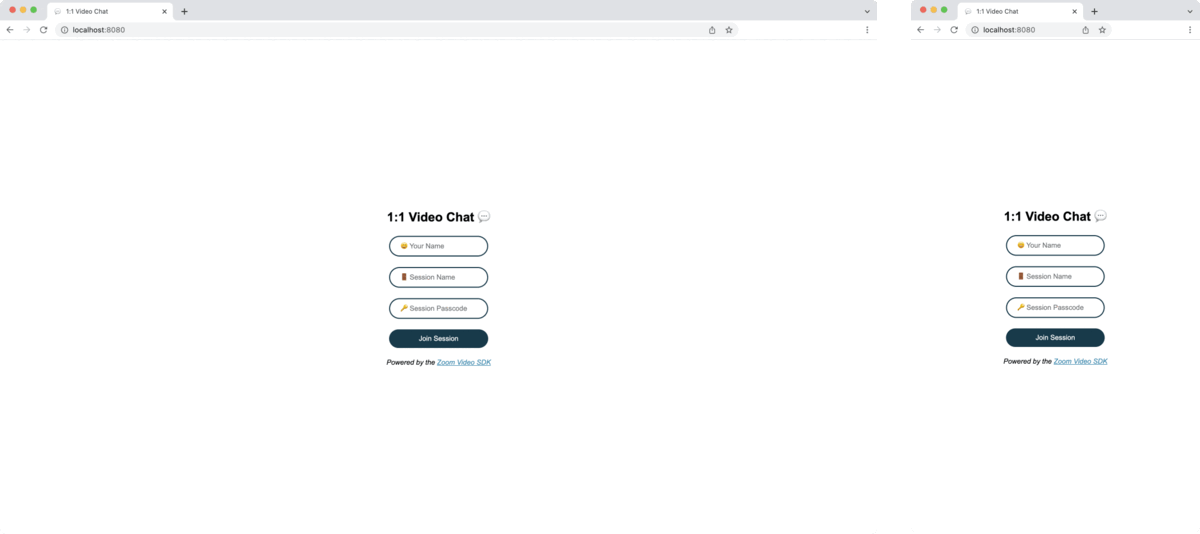 1:1 Video Chat
localhost:8080
1:1 Video Chat
Your Name
Session Name
Session Passcode
Join Session
Powered by the Zoom Video SDK
1:1 Video Chat
localhost:8080
1:1 Video Chat
Your Name
Session Name
Session Passcode
Join Session
Powered by the Zoom Video SDK